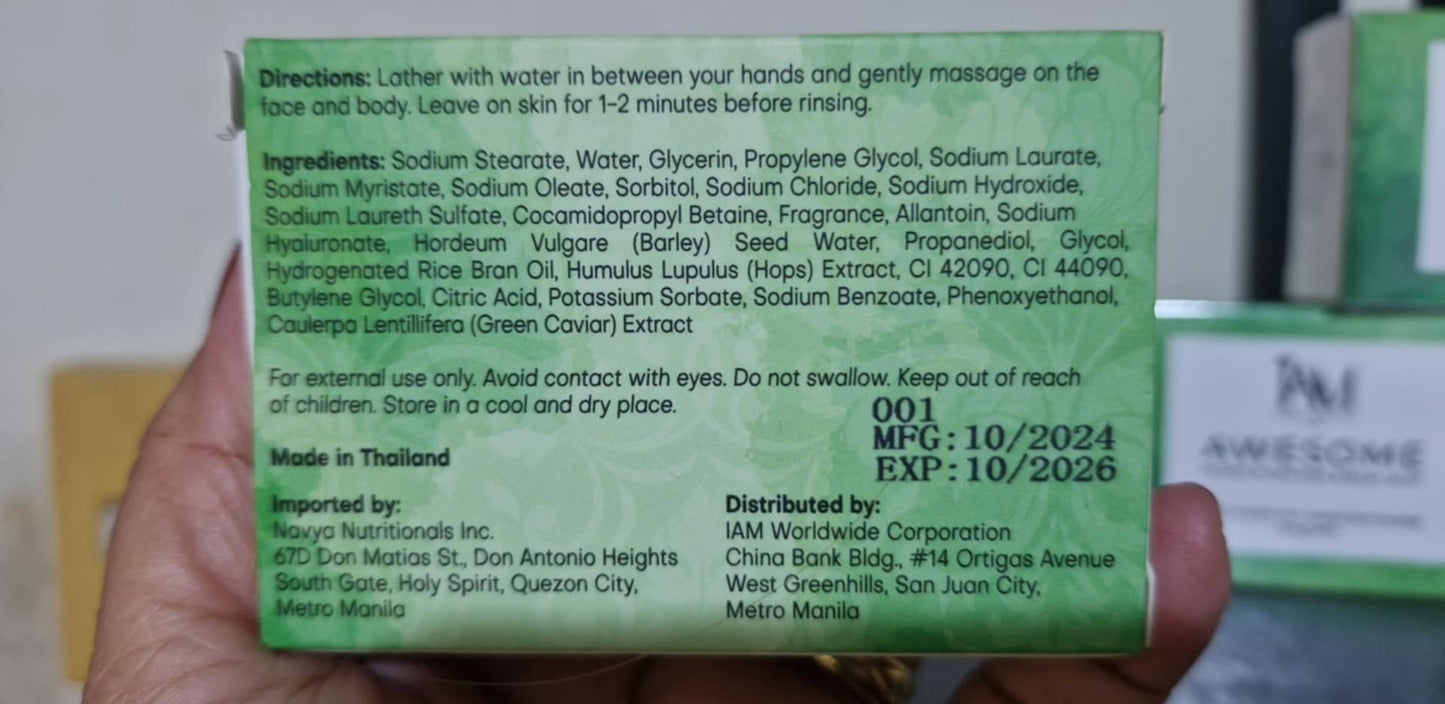 Directions: Lather with water in between your hands and gently massage on the
face and body. Leave on skin for 1-2 minutes before rinsing.
Ingredients: Sodium Stearate, Water, Glycerin, Propylene Glycol, Sodium Laurate,
Sodium Myristate, Sodium Oleate, Sorbitol, Sodium Chloride, Sodium Hydroxide,
Sodium Laureth Sulfate, Cocamidopropyl Betaine, Fragrance, Allantoin, Sodium
Hyaluronate, Hordeum Vulgare (Barley) Seed Water, Propanediol, Glycol,
Hydrogenated Rice Bran Oil, Humulus Lupulus (Hops) Extract, CI 42090, CI 44090,
Butylene Glycol, Citric Acid, Potassium Sorbate, Sodium Benzoate, Phenoxyethanol,
Caulerpa Lentillifera (Green Caviar) Extract
For external use only. Avoid contact with eyes. Do not swallow. Keep out of reach
of children. Store in a cool and dry place.
001
MFG:10/2024
EXP:10/2026
Made in Thailand
Imported by:
Navya Nutritionals Inc.
67D Don Matias St., Don Antonio Heights
South Gate, Holy Spirit, Quezon City,
Metro Manila
Distributed by:
IAM Worldwide Corporation
China Bank Bldg., #14 Ortigas Avenue
West Greenhills, San Juan City,
Metro Manila
IAM
AWESOME